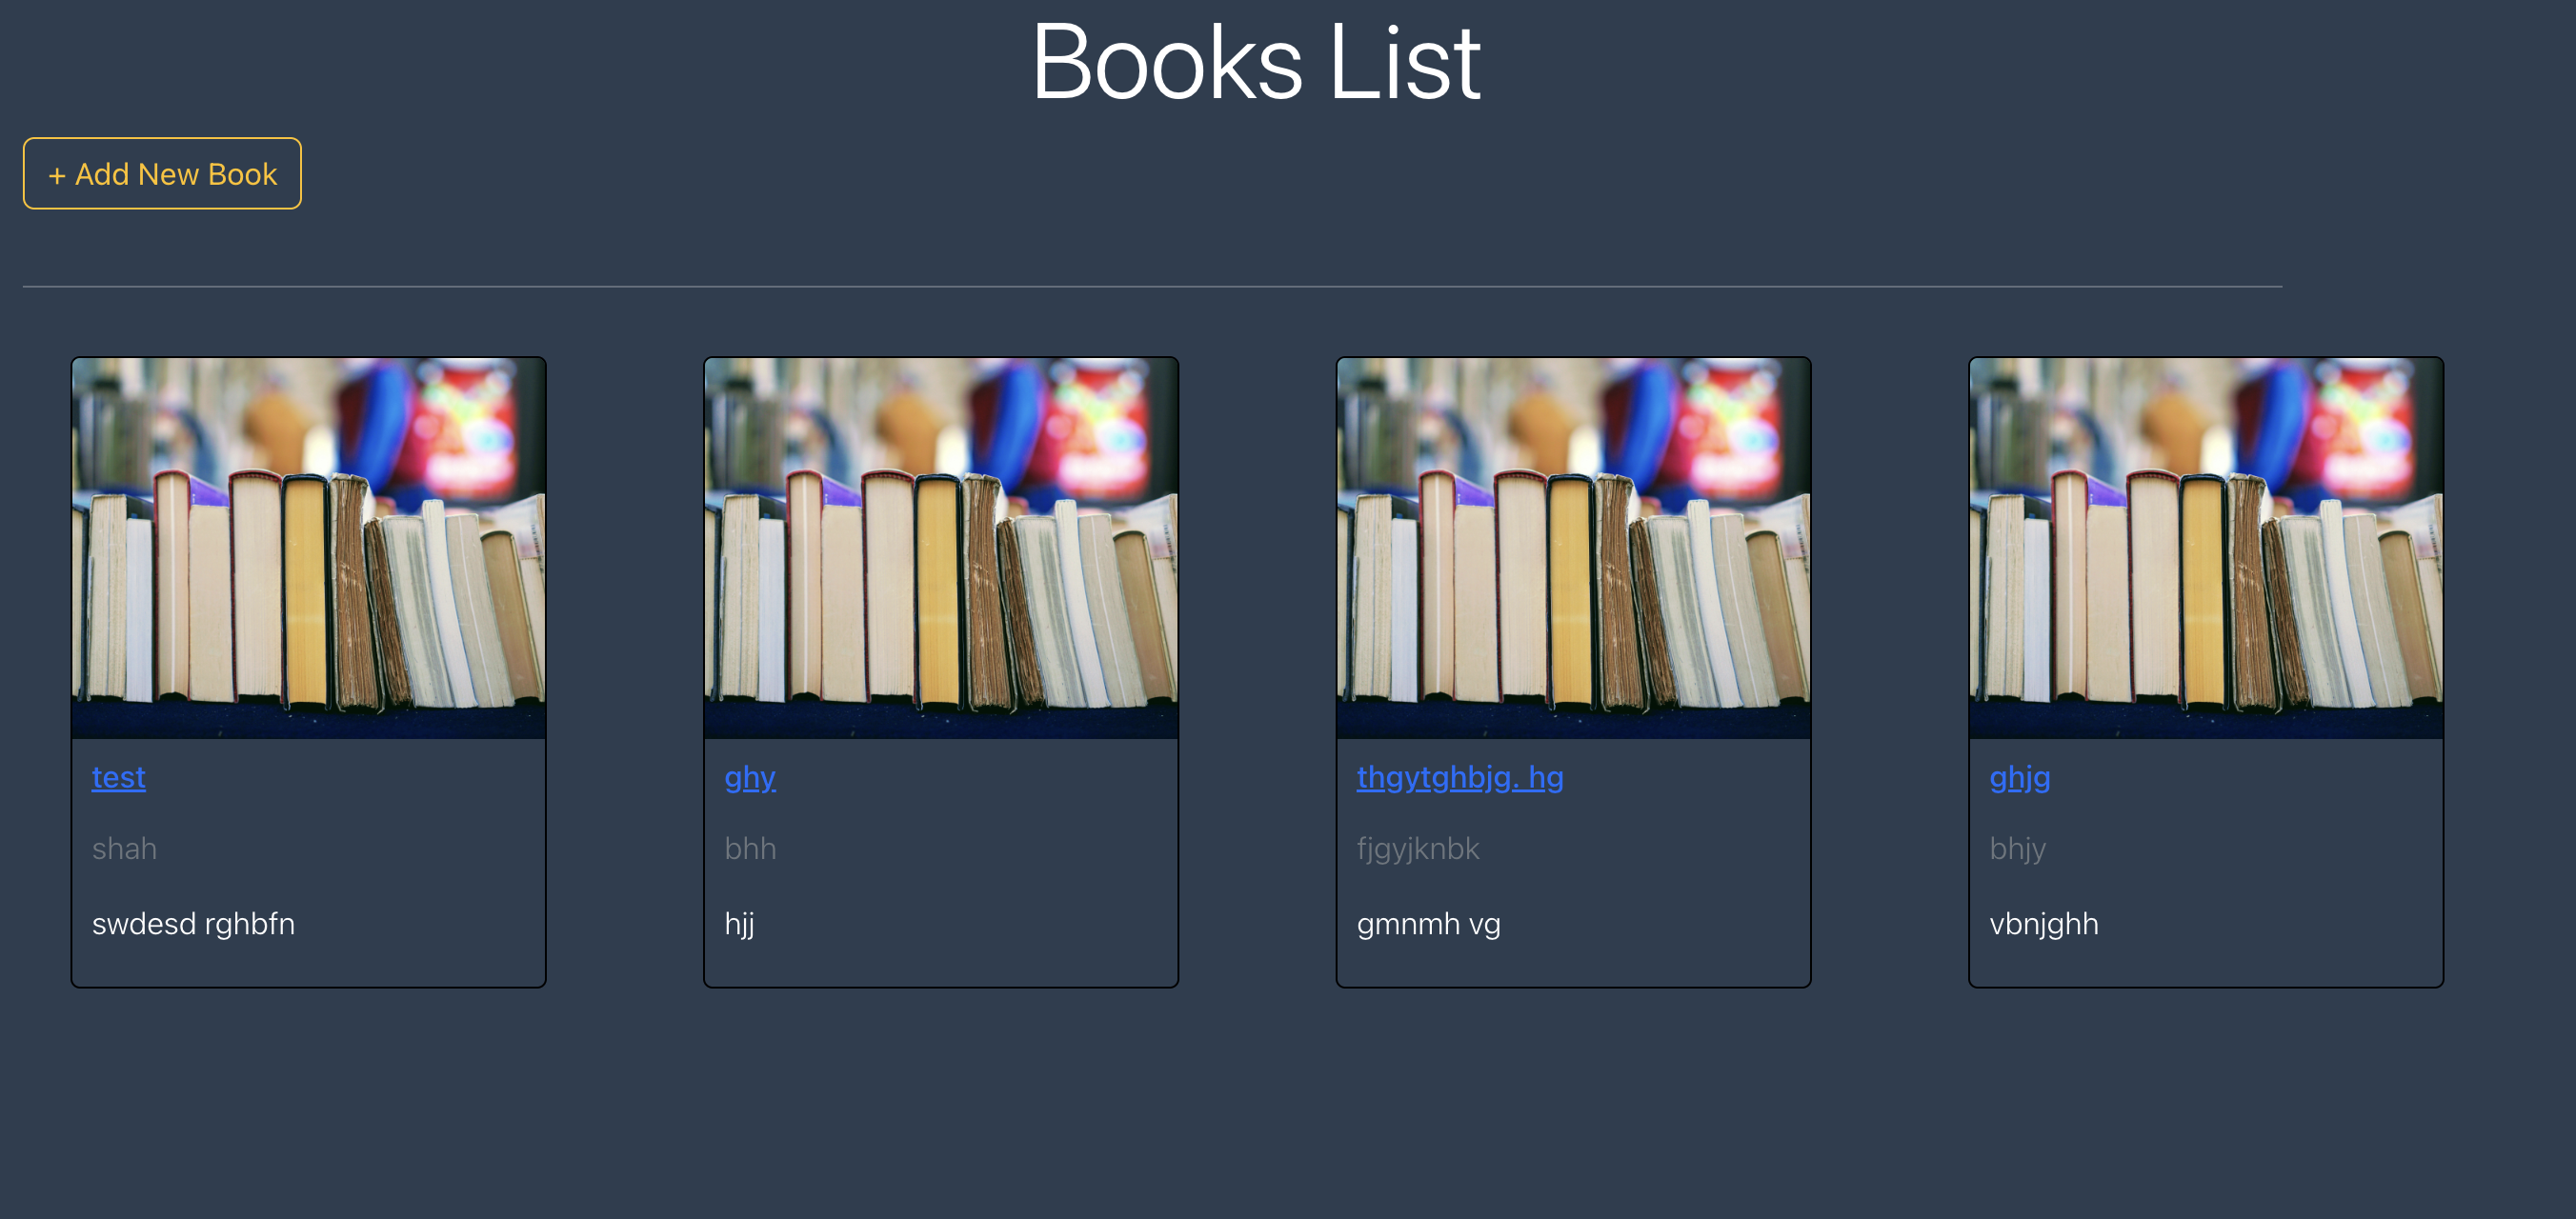 Books List
+ Add New Book
test
shah
swdesd rghbfn
ghy
bhh
hjj
thgytghbjg. hg
fjgyjknbk
gmnmh vg
ghjg
bhjy
vbnjghh